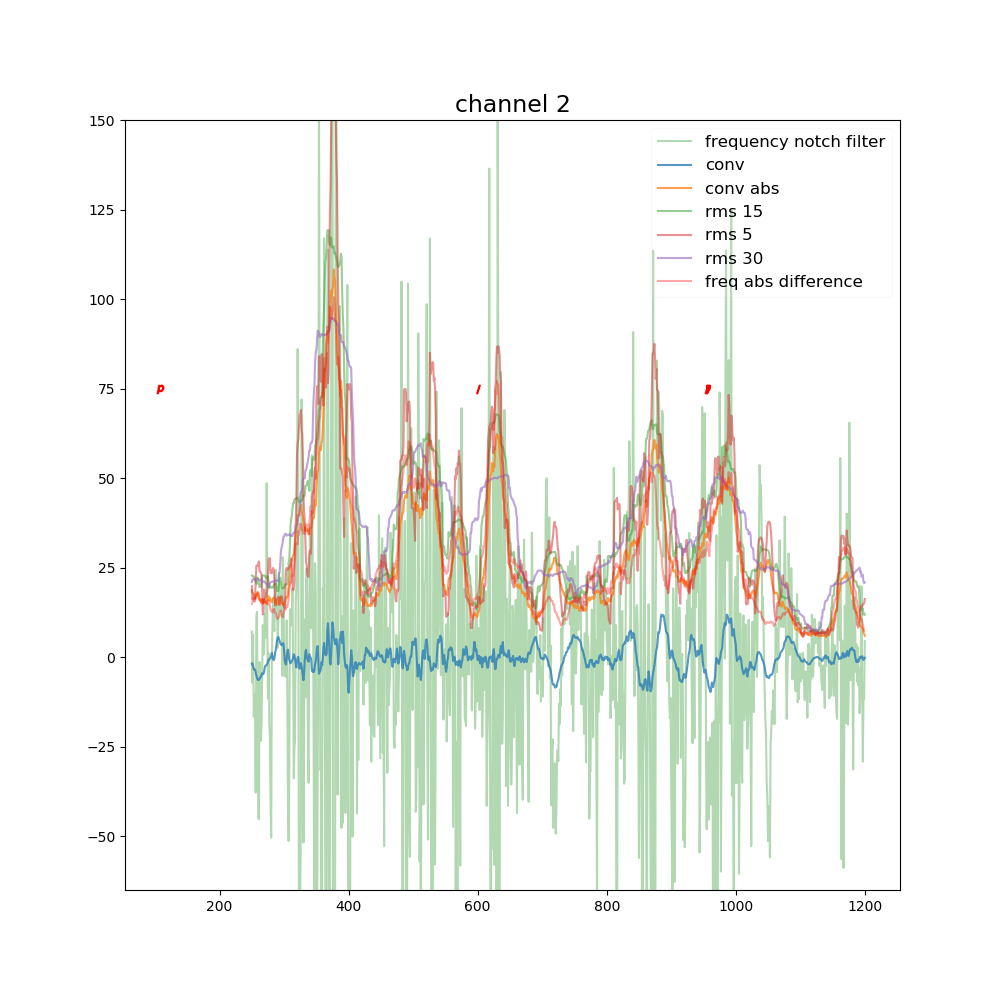 channel 2
150
125
100
75
50
25
0
−25
−50
200 400 600 800 1000 1200
frequency notch filter
conv
conv abs
rms 15
rms 5
rms 30
freq abs difference
p